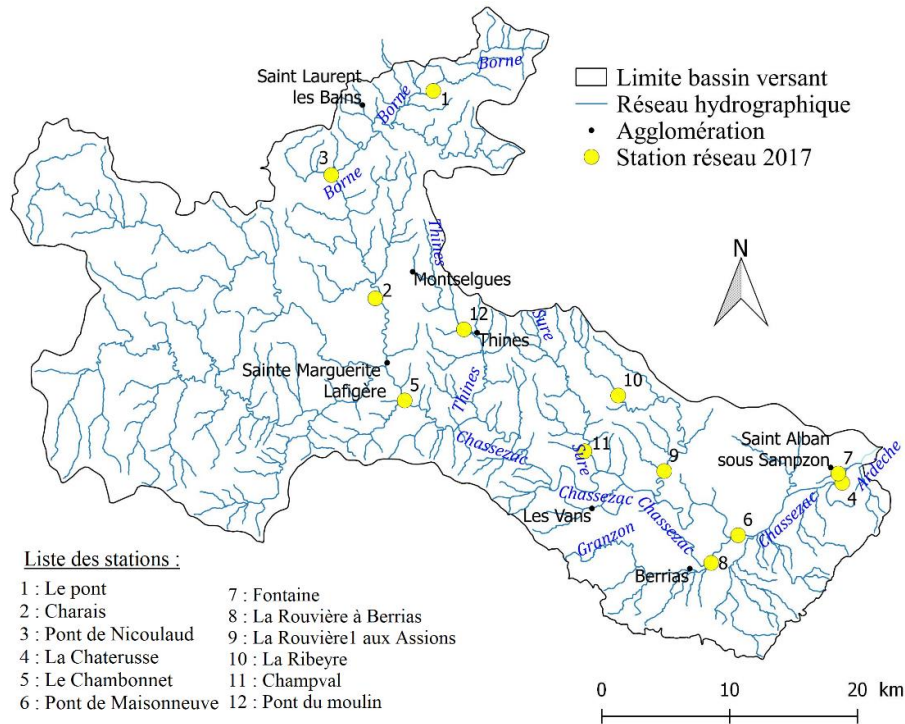 Borne
Saint Laurent
les Bains
Borne
1
3
Borne
Thines
Montselgues
2
12
Thines
Sure
Sainte Marguerite
Lafigère
5
Thines
10
Chassezac
11
Sure
9
Saint Alban
sous Sampzon
7
4
Ardèche
Chassezac
Les Vans
Chassezac
Granzon
6
Chassezac
8
Berrias
Limite bassin versant
Réseau hydrographique
Agglomération
Station réseau 2017
N
Liste des stations :
1 : Le pont
2 : Charais
3 : Pont de Nicoulaud
4 : La Chaterusse
5 : Le Chambonnet
6 : Pont de Maisonneuve
7 : Fontaine
8 : La Rouvière à Berrias
9 : La Rouvière1 aux Assions
10 : La Ribeyre
11 : Champval
12 : Pont du moulin
0 10 20 km